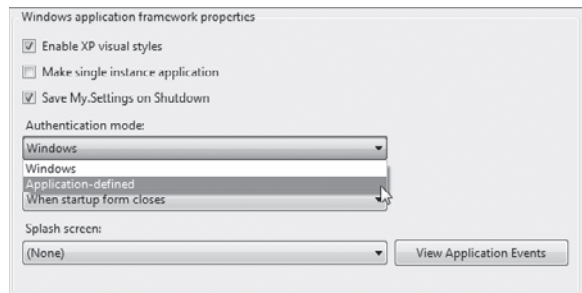 Windows application framework properties
Enable XP visual styles
Make single instance application
Save My.Settings on Shutdown
Authentication mode:
Windows
Windows
Application-defined
When startup form closes
Splash screen:
(None)
View Application Events